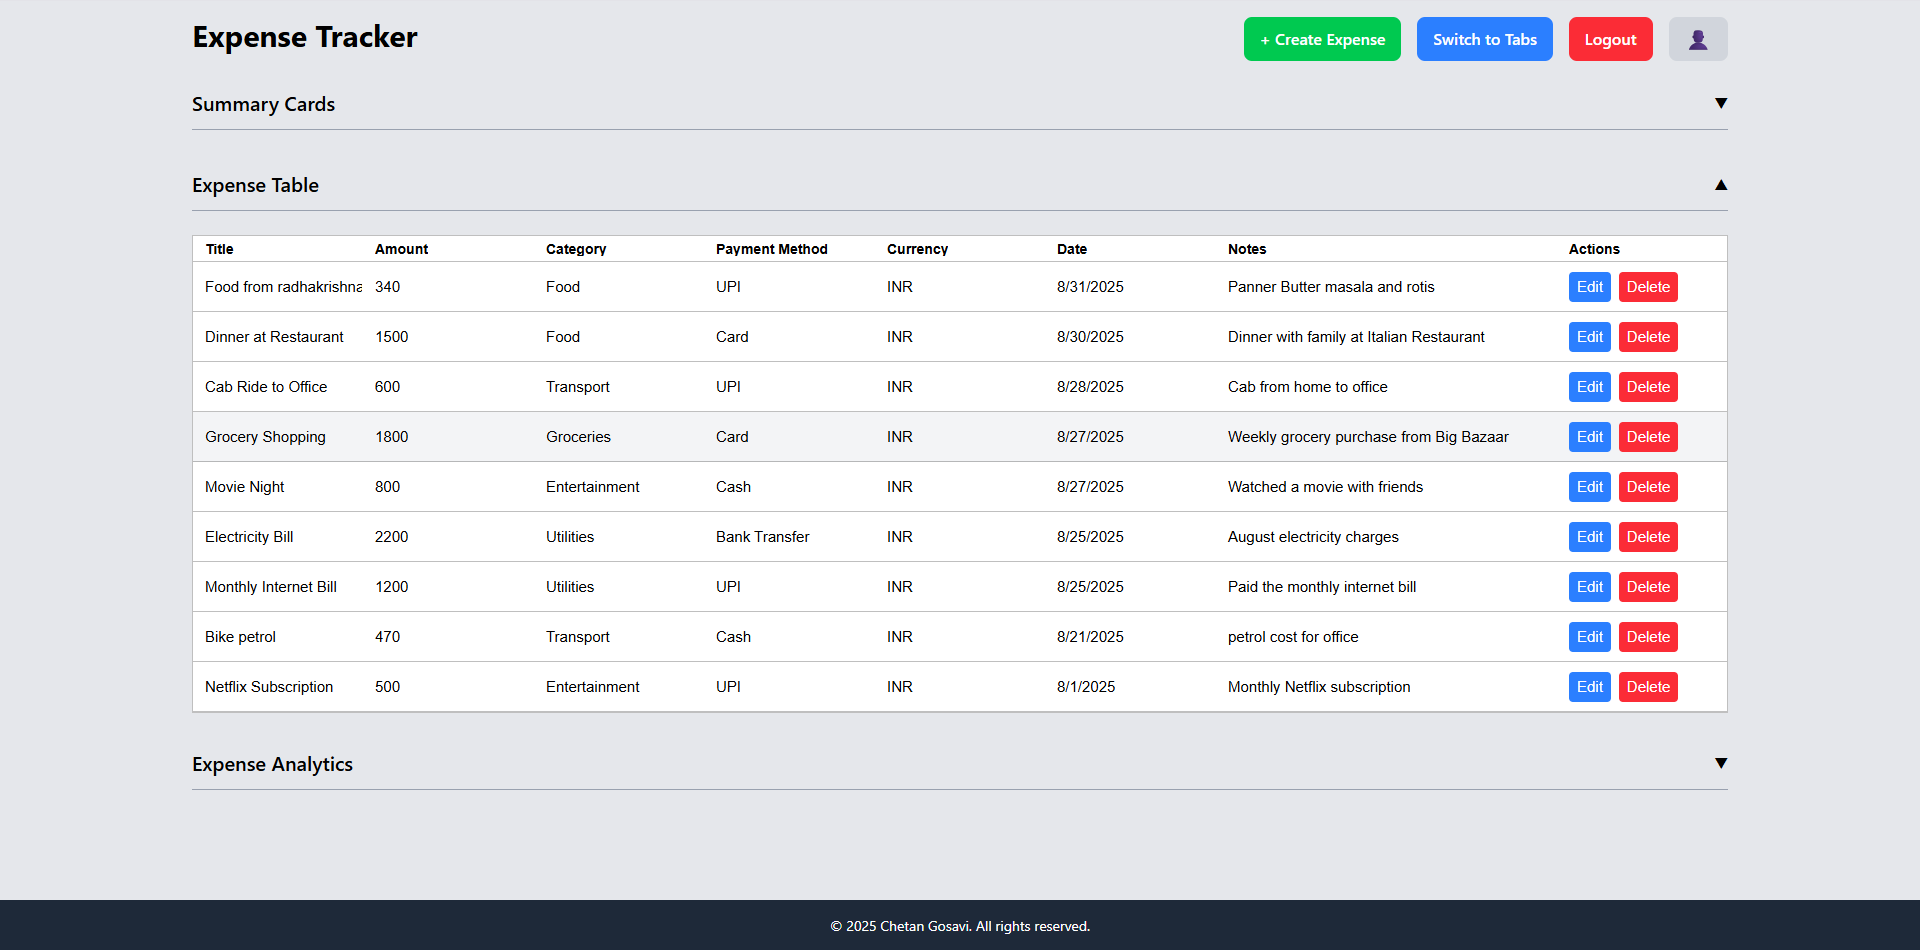 Expense Tracker
+ Create Expense Switch to Tabs Logout
Summary Cards ▼
Expense Table ▲
Title Amount Category Payment Method Currency Date Notes Actions
Food from radhakrishna 340 Food UPI INR 8/31/2025 Panner Butter masala and rotis Edit Delete
Dinner at Restaurant 1500 Food Card INR 8/30/2025 Dinner with family at Italian Restaurant Edit Delete
Cab Ride to Office 600 Transport UPI INR 8/28/2025 Cab from home to office Edit Delete
Grocery Shopping 1800 Groceries Card INR 8/27/2025 Weekly grocery purchase from Big Bazaar Edit Delete
Movie Night 800 Entertainment Cash INR 8/27/2025 Watched a movie with friends Edit Delete
Electricity Bill 2200 Utilities Bank Transfer INR 8/25/2025 August electricity charges Edit Delete
Monthly Internet Bill 1200 Utilities UPI INR 8/25/2025 Paid the monthly internet bill Edit Delete
Bike petrol 470 Transport Cash INR 8/21/2025 petrol cost for office Edit Delete
Netflix Subscription 500 Entertainment UPI INR 8/1/2025 Monthly Netflix subscription Edit Delete
Expense Analytics ▼
© 2025 Chetan Gosavi. All rights reserved.